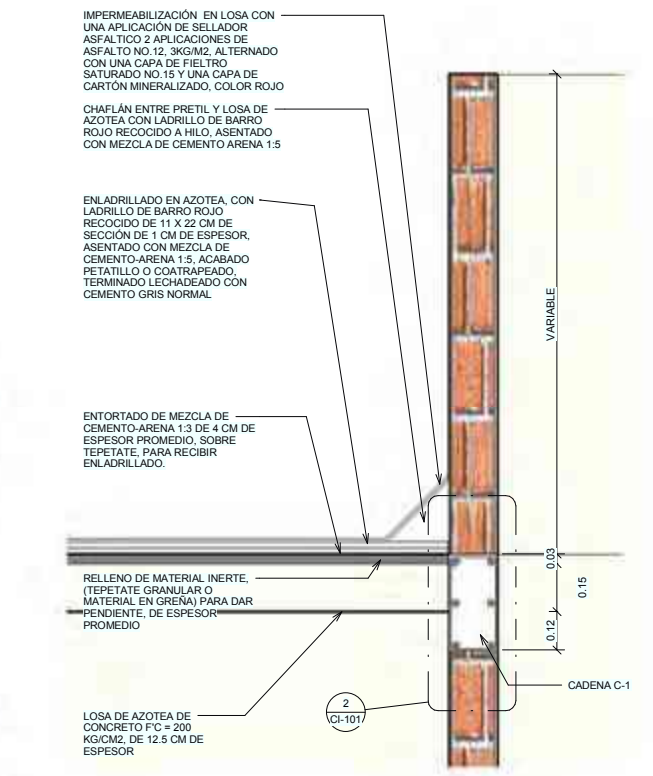 IMPERMEABILIZACIÓN EN LOSA CON
UNA APLICACIÓN DE SELLADOR
ASFALTICO 2 APLICACIONES DE
ASFALTO NO.12, 3KG/M2, ALTERNADO
CON UNA CAPA DE FIELTRO
SATURADO NO.15 Y UNA CAPA DE
CARTÓN MINERALIZADO, COLOR ROJO
CHAFLÁN ENTRE PRETIL Y LOSA DE
AZOTEA CON LADRILLO DE BARRO
ROJO RECOCIDO A HILO, ASENTADO
CON MEZCLA DE CEMENTO ARENA 1:5
ENLADRILLADO EN AZOTEA, CON
LADRILLO DE BARRO ROJO
RECOCIDO DE 11 X 22 CM DE
SECCIÓN DE 1 CM DE ESPESOR,
ASENTADO CON MEZCLA DE
CEMENTO-ARENA 1:5, ACABADO
PETATILLO O COATRAPEADO,
TERMINADO LECHADEADO CON
CEMENTO GRIS NORMAL
VARIABLE
ENTORTADO DE MEZCLA DE
CEMENTO-ARENA 1:3 DE 4 CM DE
ESPESOR PROMEDIO, SOBRE
TEPETATE, PARA RECIBIR
ENLADRILLADO.
0.03
0.15
0.12
RELLENO DE MATERIAL INERTE,
(TEPETATE GRANULAR O
MATERIAL EN GREÑA) PARA DAR
PENDIENTE, DE ESPESOR
PROMEDIO
CADENA C-1
2
CI-101
LOSA DE AZOTEA DE
CONCRETO F'C = 200
KG/CM2, DE 12.5 CM DE
ESPESOR